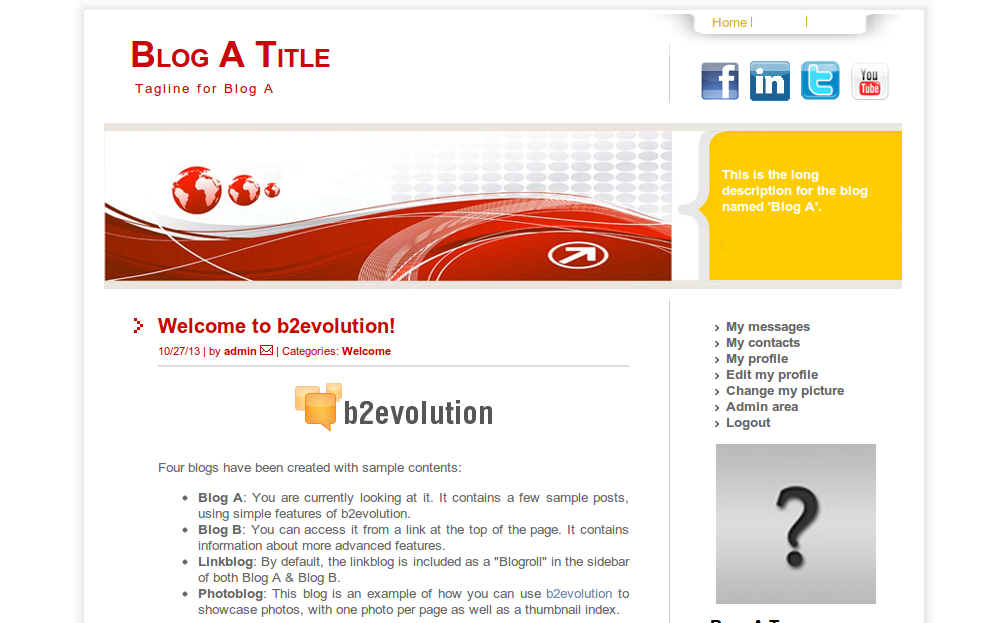 Home
Blog A Title
Tagline for Blog A
f
in
t
You
Tube
This is the long
description for the blog
named 'Blog A'.
Welcome to b2evolution!
10/27/13 | by admin | Categories: Welcome
b2evolution
Four blogs have been created with sample contents:
Blog A: You are currently looking at it. It contains a few sample posts,
using simple features of b2evolution.
Blog B: You can access it from a link at the top of the page. It contains
information about more advanced features.
Linkblog: By default, the linkblog is included as a "Blogroll" in the sidebar
of both Blog A & Blog B.
Photoblog: This blog is an example of how you can use b2evolution to
showcase photos, with one photo per page as well as a thumbnail index.
My messages
My contacts
My profile
Edit my profile
Change my picture
Admin area
Logout
?